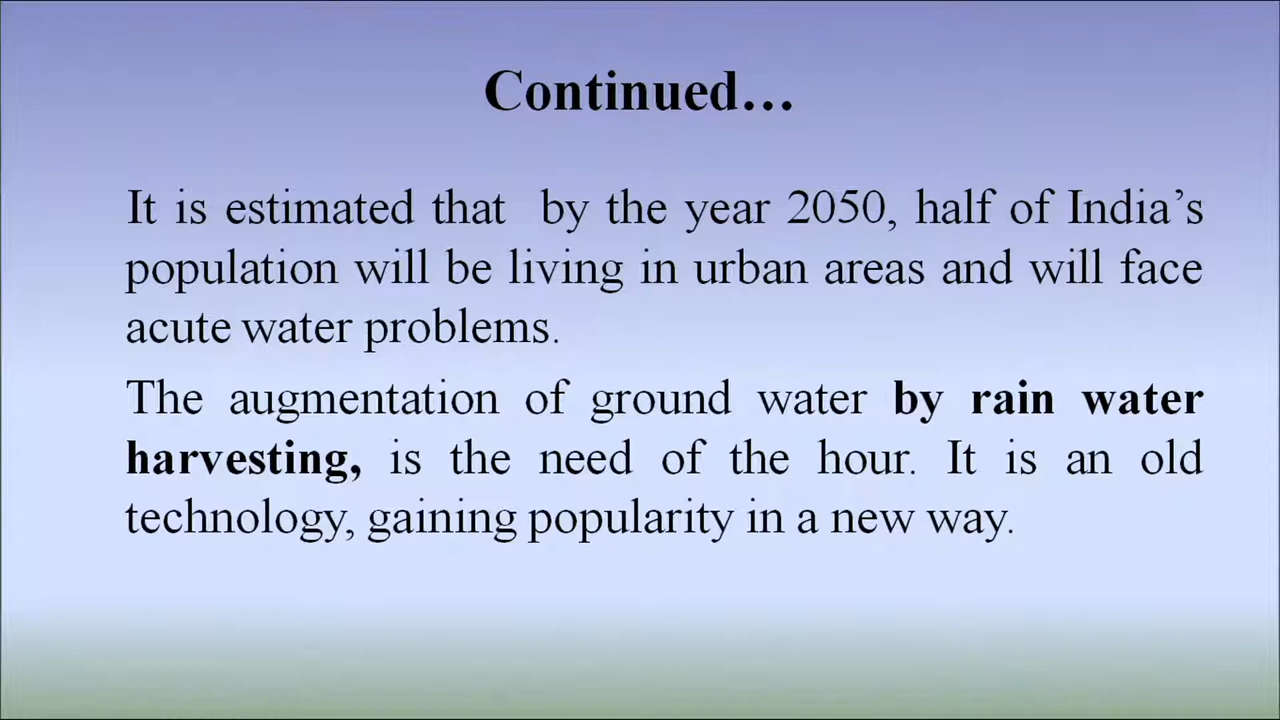 Continued…
It is estimated that by the year 2050, half of India’s
population will be living in urban areas and will face
acute water problems.
The augmentation of ground water by rain water
harvesting, is the need of the hour. It is an old
technology, gaining popularity in a new way.